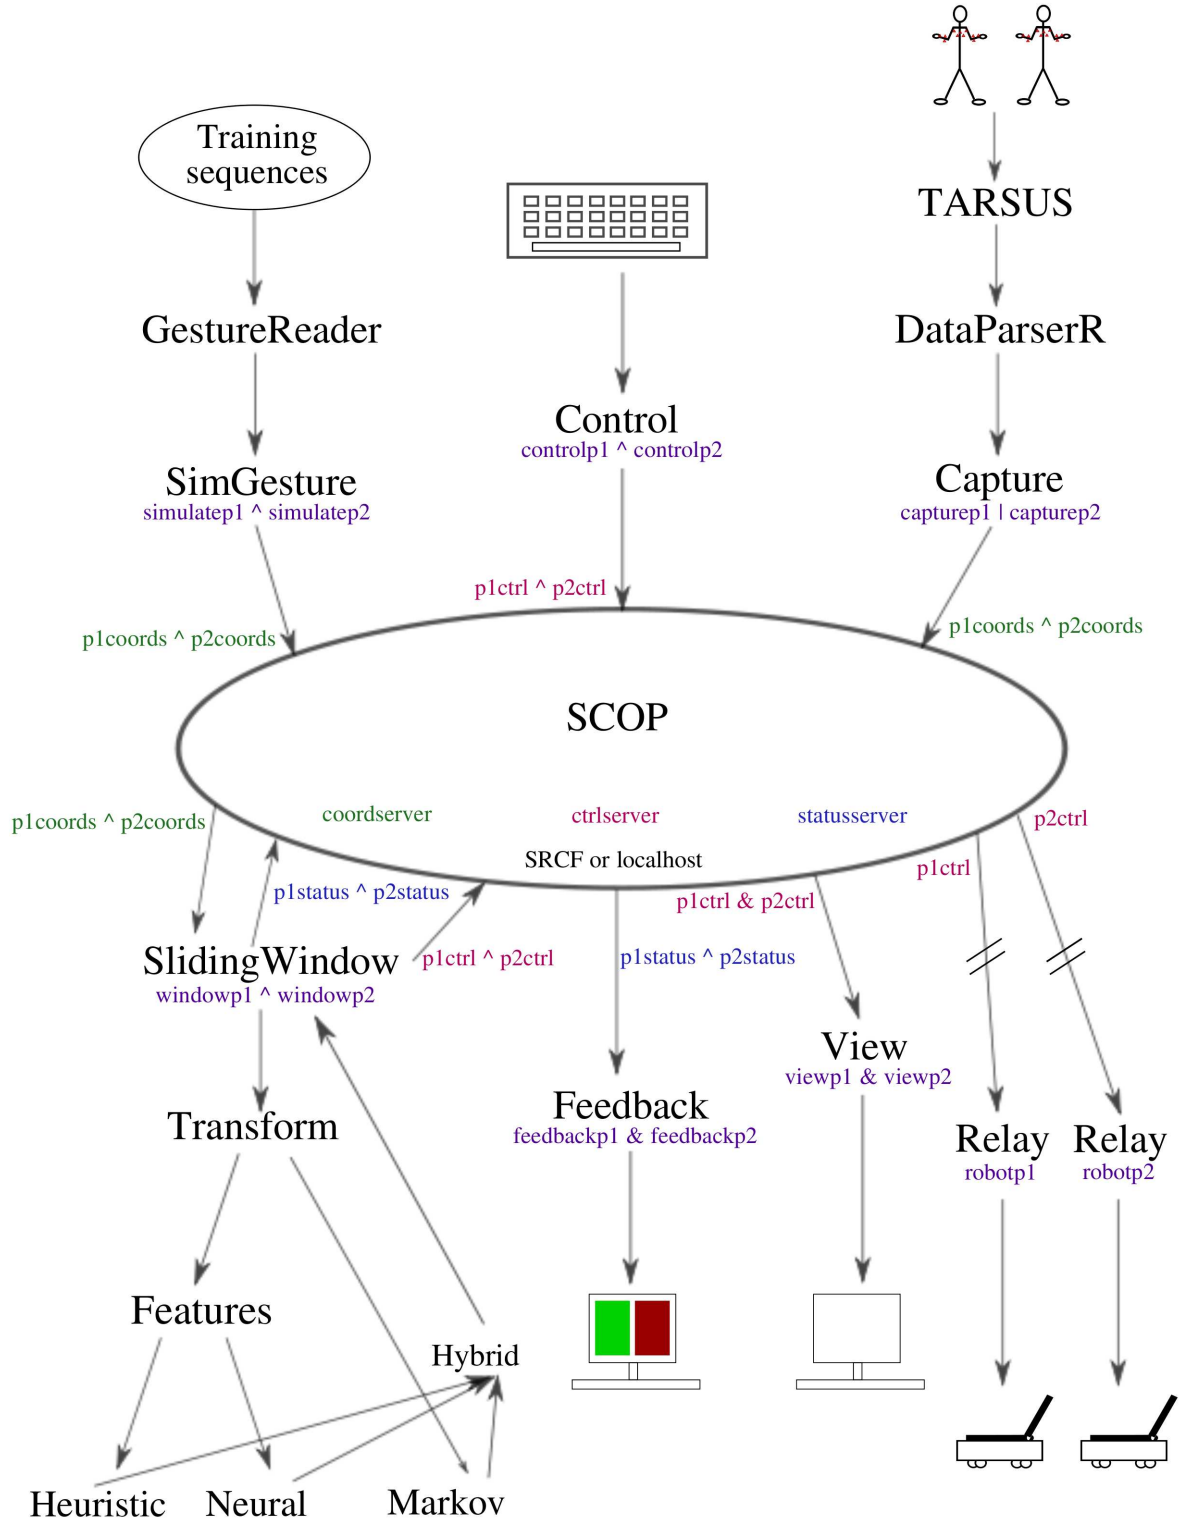 Training
sequences
TARSUS
GestureReader
DataParserR
Control
controlp1 ^ controlp2
SimGesture
simulatep1 ^ simulatep2
Capture
capturep1 | capturep2
p1ctrl ^ p2ctrl
p1coords ^ p2coords
p1coords ^ p2coords
SCOP
p1coords ^ p2coords
coordserver
ctrlserver
statusserver
p2ctrl
SRCF or localhost
p1ctrl
p1status ^ p2status
p1ctrl & p2ctrl
SlidingWindow
windowp1 ^ windowp2
p1ctrl ^ p2ctrl
p1status ^ p2status
View
viewp1 & viewp2
Feedback
feedbackp1 & feedbackp2
Transform
Relay
robotp1
Relay
robotp2
Features
Hybrid
Heuristic
Neural
Markov